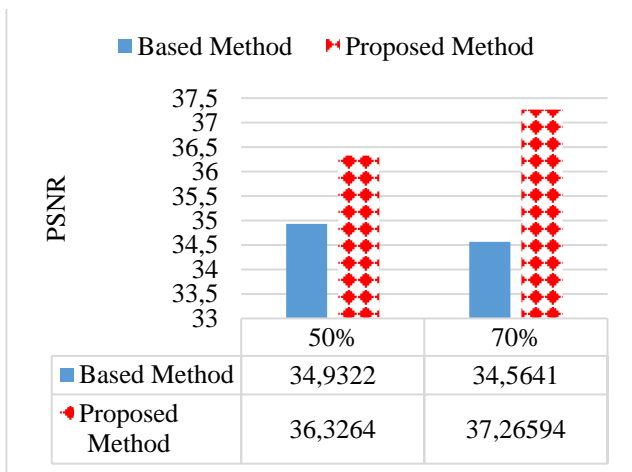 Based Method Proposed Method
37,5
37
36,5
36
35,5
35
34,5
34
33,5
33
PSNR
50% 70%
Based Method 34,9322 34,5641
Proposed
Method 36,3264 37,26594